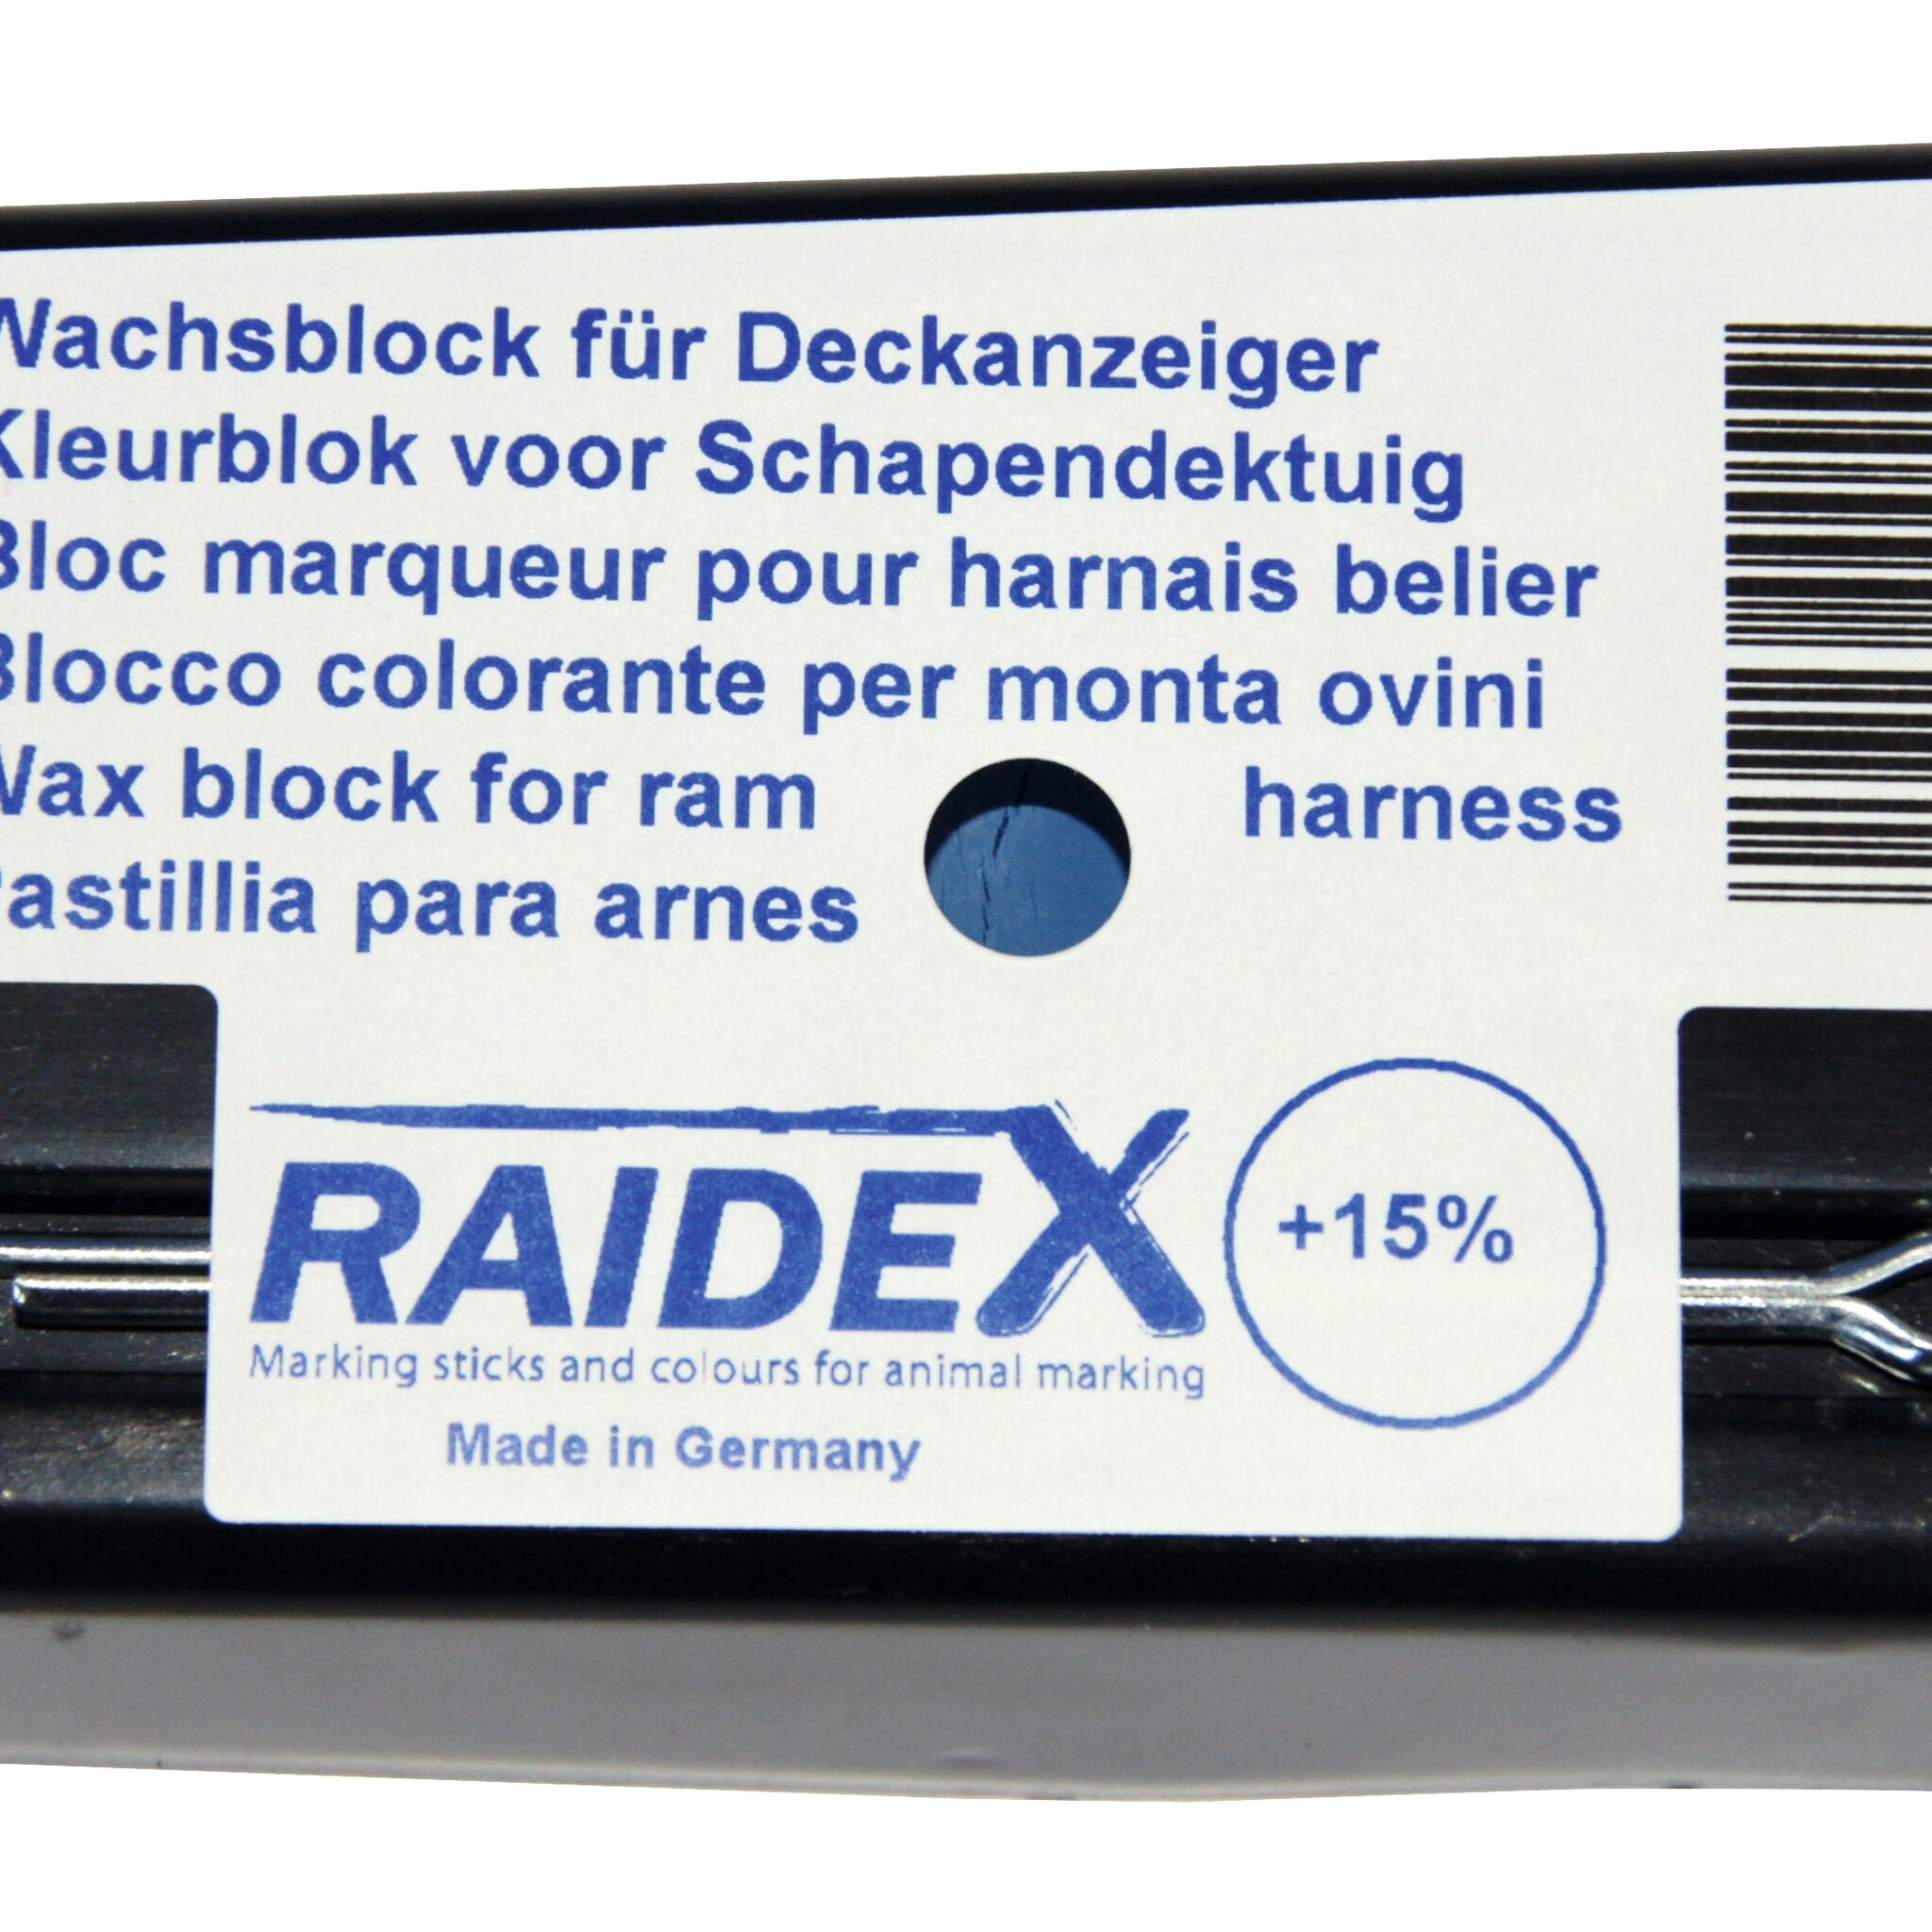 Wachsblock für Deckanzeiger
Kleurblok voor Schapendektuig
Bloc marqueur pour harnais belier
Blocco colorante per monta ovini
Wax block for ram harness
Pastillia para arnes
RAIDEX
+15%
Marking sticks and colours for animal marking
Made in Germany